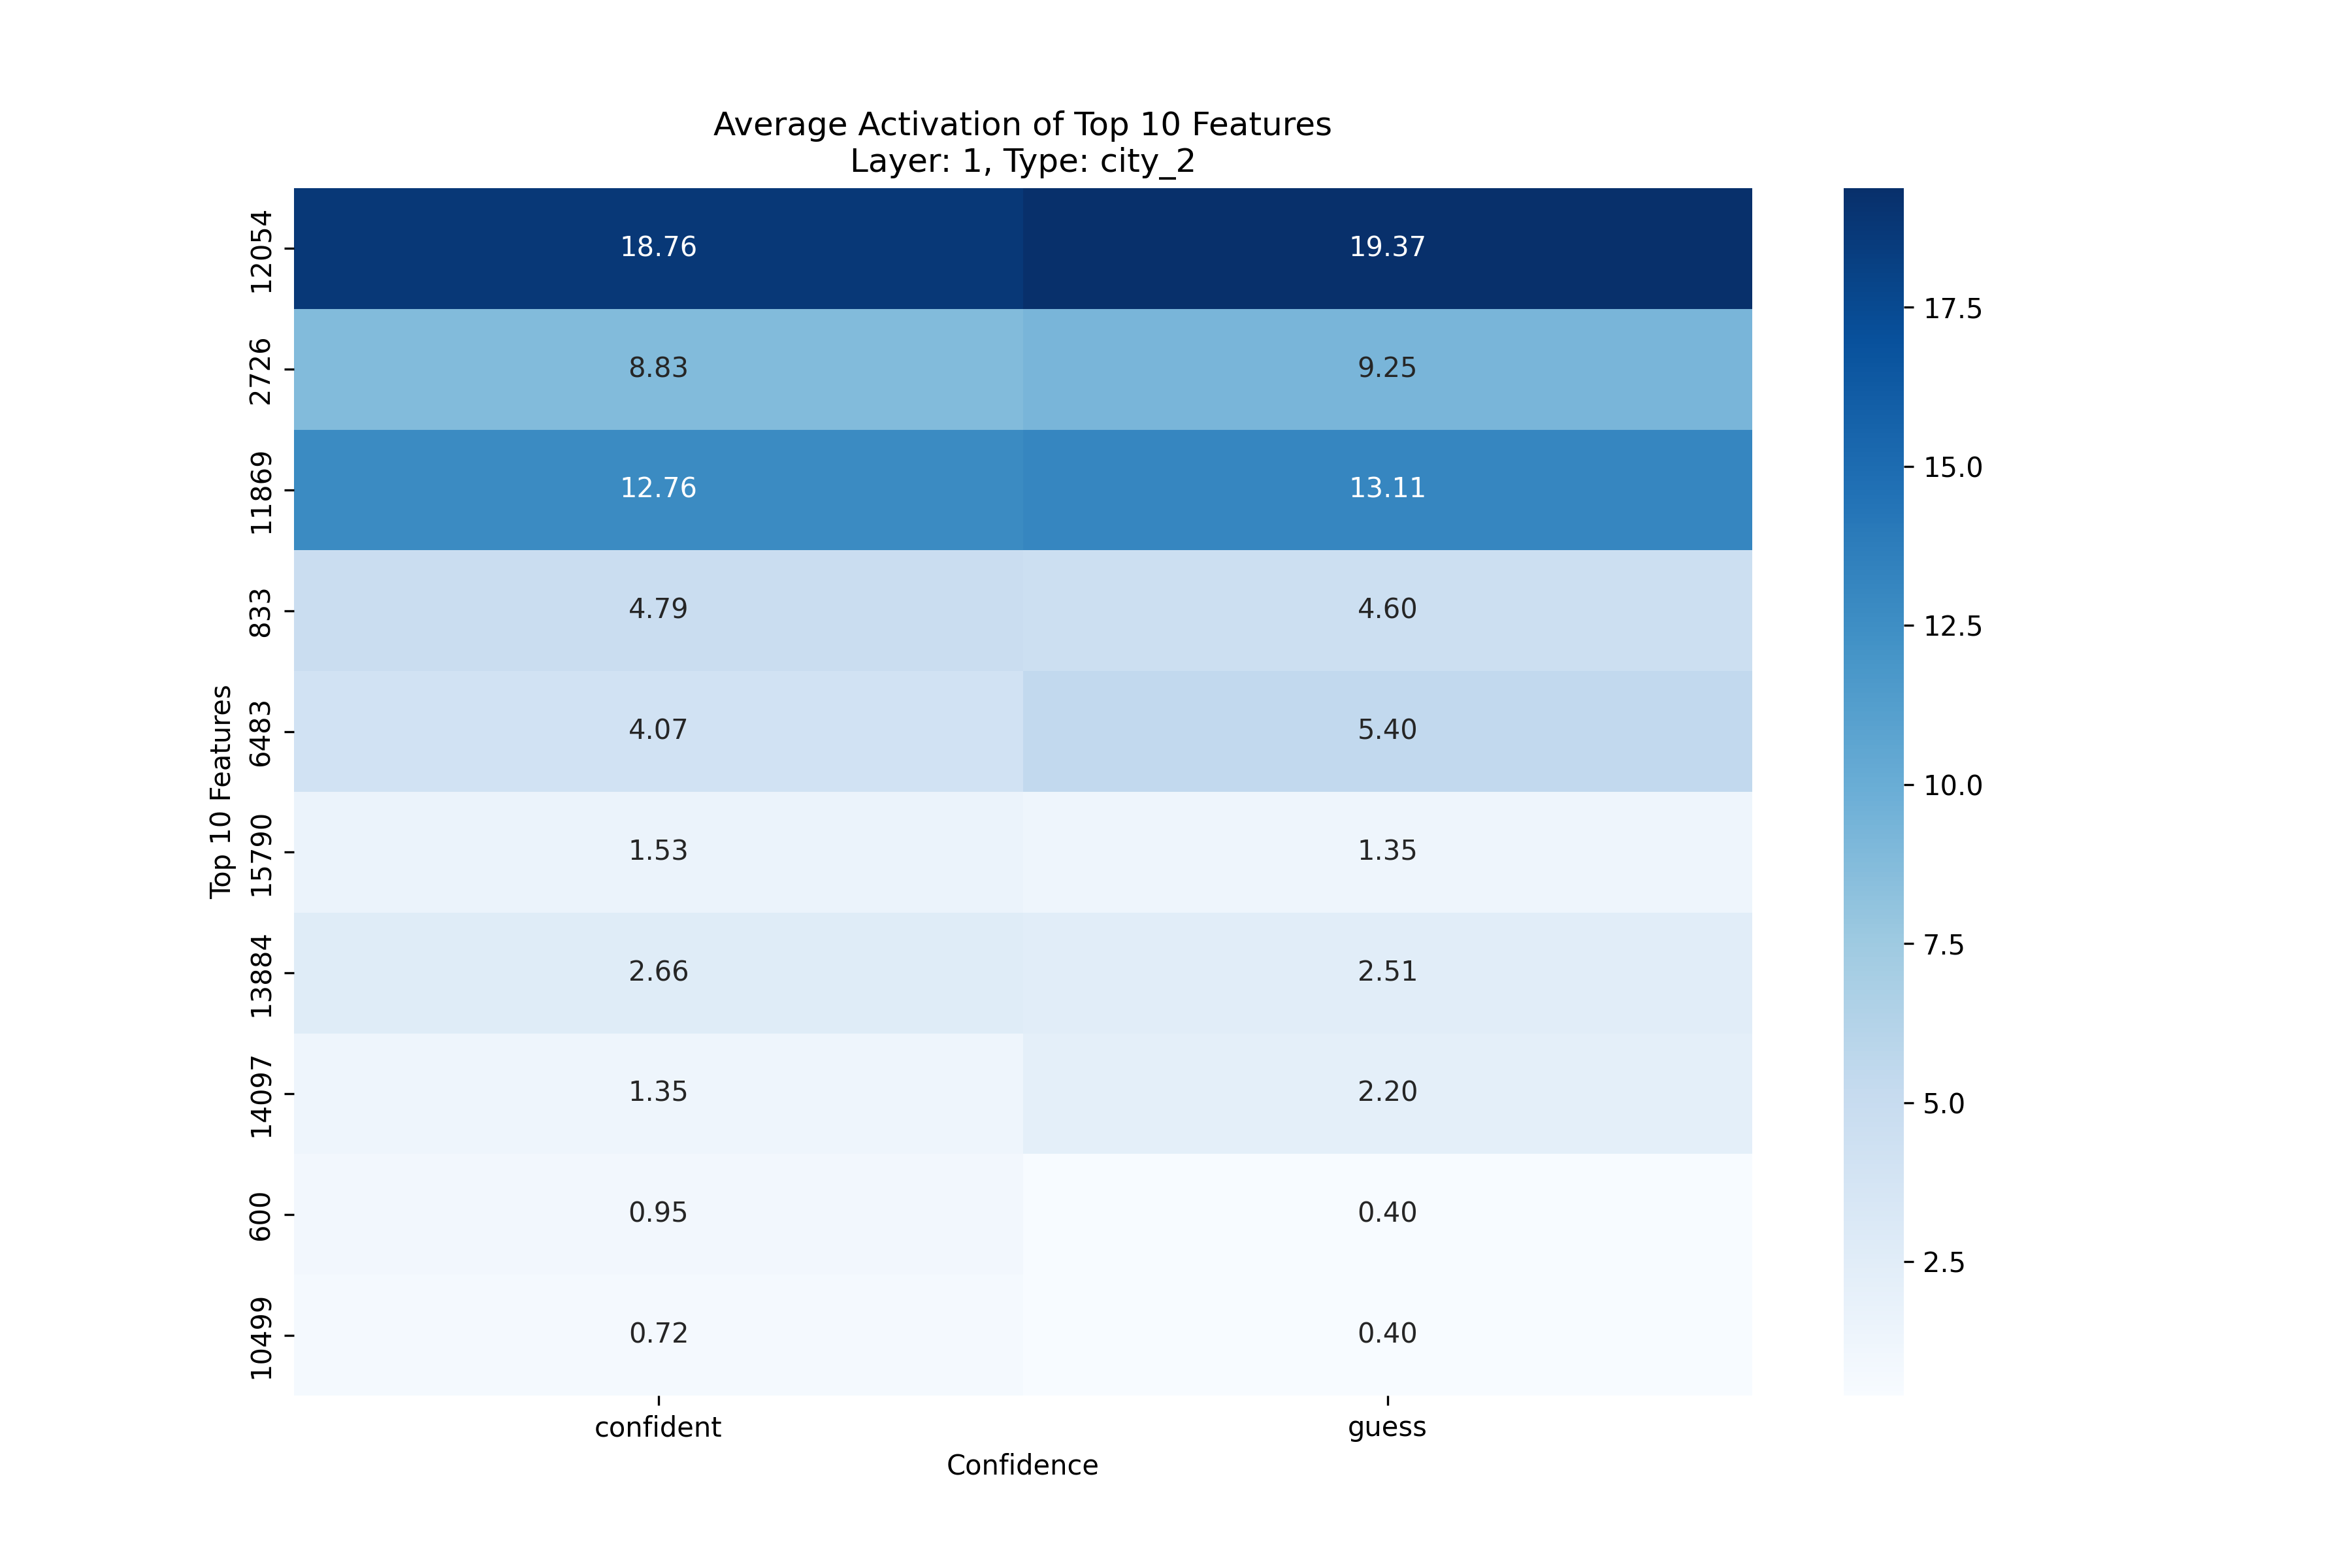 Average Activation of Top 10 Features
Layer: 1, Type: city_2
Top 10 Features
12054 18.76 19.37
2726 8.83 9.25
11869 12.76 13.11
833 4.79 4.60
6483 4.07 5.40
15790 1.53 1.35
13884 2.66 2.51
14097 1.35 2.20
600 0.95 0.40
10499 0.72 0.40
confident guess
Confidence
17.5
15.0
12.5
10.0
7.5
5.0
2.5